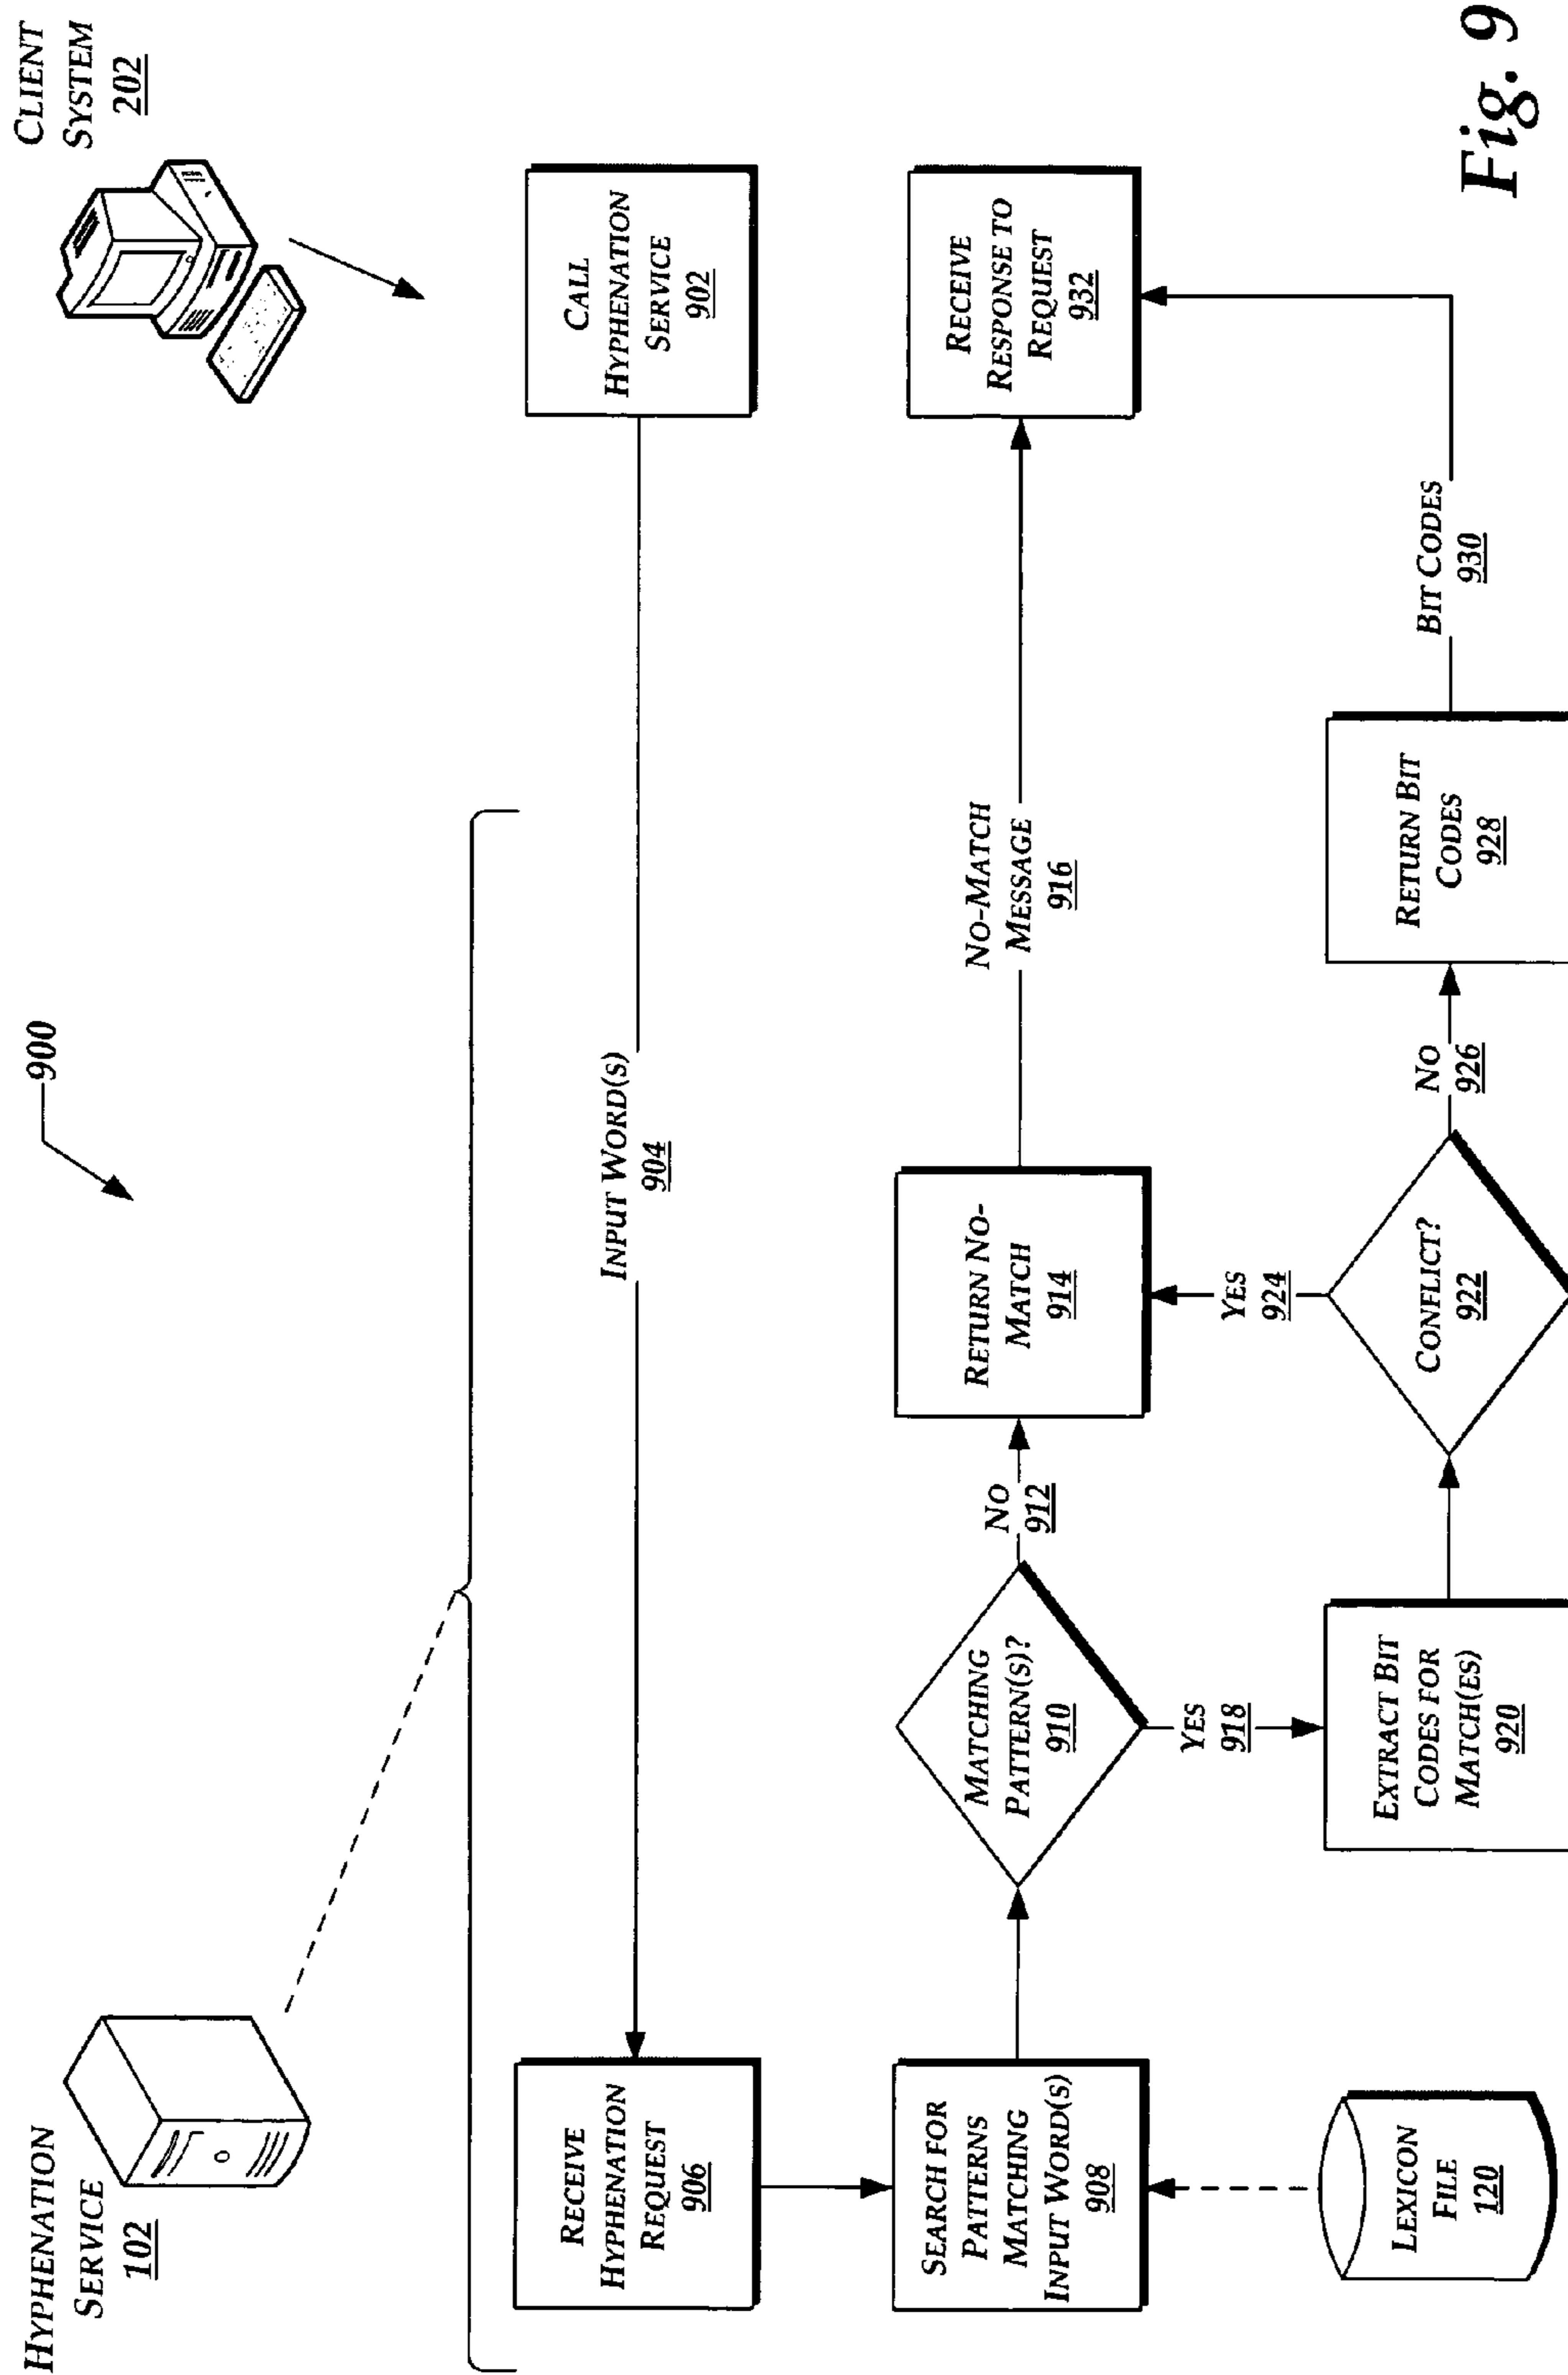 HYPHENATION
SERVICE
102
900
CLIENT
SYSTEM
202
CALL
HYPHENATION
SERVICE
902
INPUT WORD(S)
904
RECEIVE
HYPHENATION
REQUEST
906
SEARCH FOR
PATTERNS
MATCHING
INPUT WORD(S)
908
LEXICON
FILE
120
MATCHING
PATTERN(S)?
910
NO
912
RETURN NO-
MATCH
914
NO-MATCH
MESSAGE
916
RECEIVE
RESPONSE TO
REQUEST
932
YES
918
EXTRACT BIT
CODES FOR
MATCH(ES)
920
CONFLICT?
922
YES
924
NO
926
RETURN BIT
CODES
928
BIT CODES
930
Fig. 9